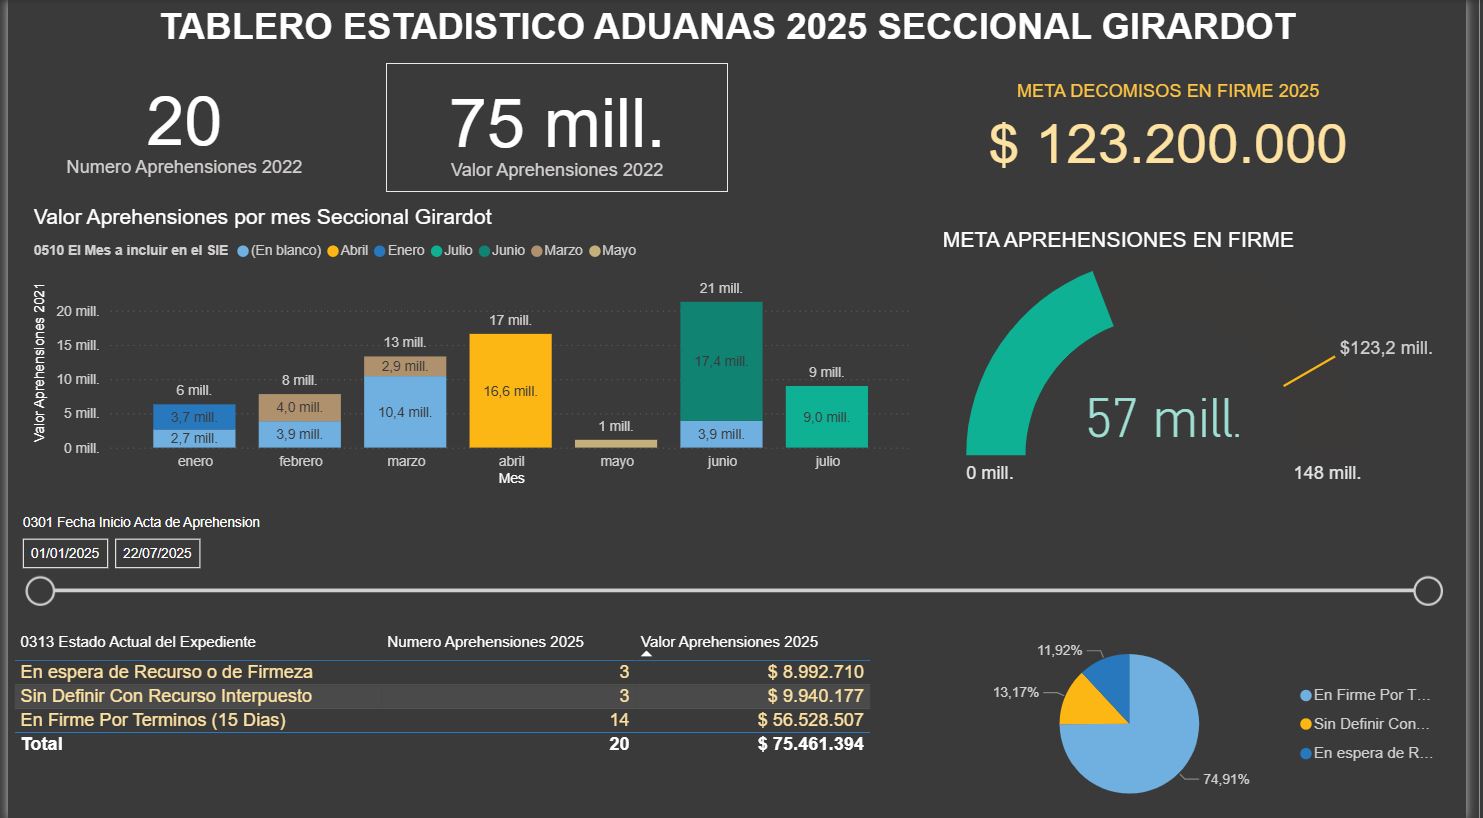 TABLERO ESTADISTICO ADUANAS 2025 SECCIONAL GIRARDOT
20
Numero Aprehensiones 2022
75 mill.
Valor Aprehensiones 2022
META DECOMISOS EN FIRME 2025
$ 123.200.000
Valor Aprehensiones por mes Seccional Girardot
0510 El Mes a incluir en el SIE (En blanco) Abril Enero Julio Junio Marzo Mayo
Valor Aprehensiones 2021
20 mill.
15 mill.
10 mill.
5 mill.
0 mill.
6 mill.
3,7 mill.
2,7 mill.
8 mill.
4,0 mill.
3,9 mill.
13 mill.
2,9 mill.
10,4 mill.
17 mill.
16,6 mill.
1 mill.
21 mill.
17,4 mill.
3,9 mill.
9 mill.
9,0 mill.
enero febrero marzo abril mayo junio julio
Mes
META APREHENSIONES EN FIRME
$123,2 mill.
57 mill.
0 mill.
148 mill.
0301 Fecha Inicio Acta de Aprehension
01/01/2025 22/07/2025
0313 Estado Actual del Expediente Numero Aprehensiones 2025 Valor Aprehensiones 2025
En espera de Recurso o de Firmeza 3 $ 8.992.710
Sin Definir Con Recurso Interpuesto 3 $ 9.940.177
En Firme Por Terminos (15 Dias) 14 $ 56.528.507
Total 20 $ 75.461.394
11,92%
13,17%
74,91%
En Firme Por T...
Sin Definir Con...
En espera de R...